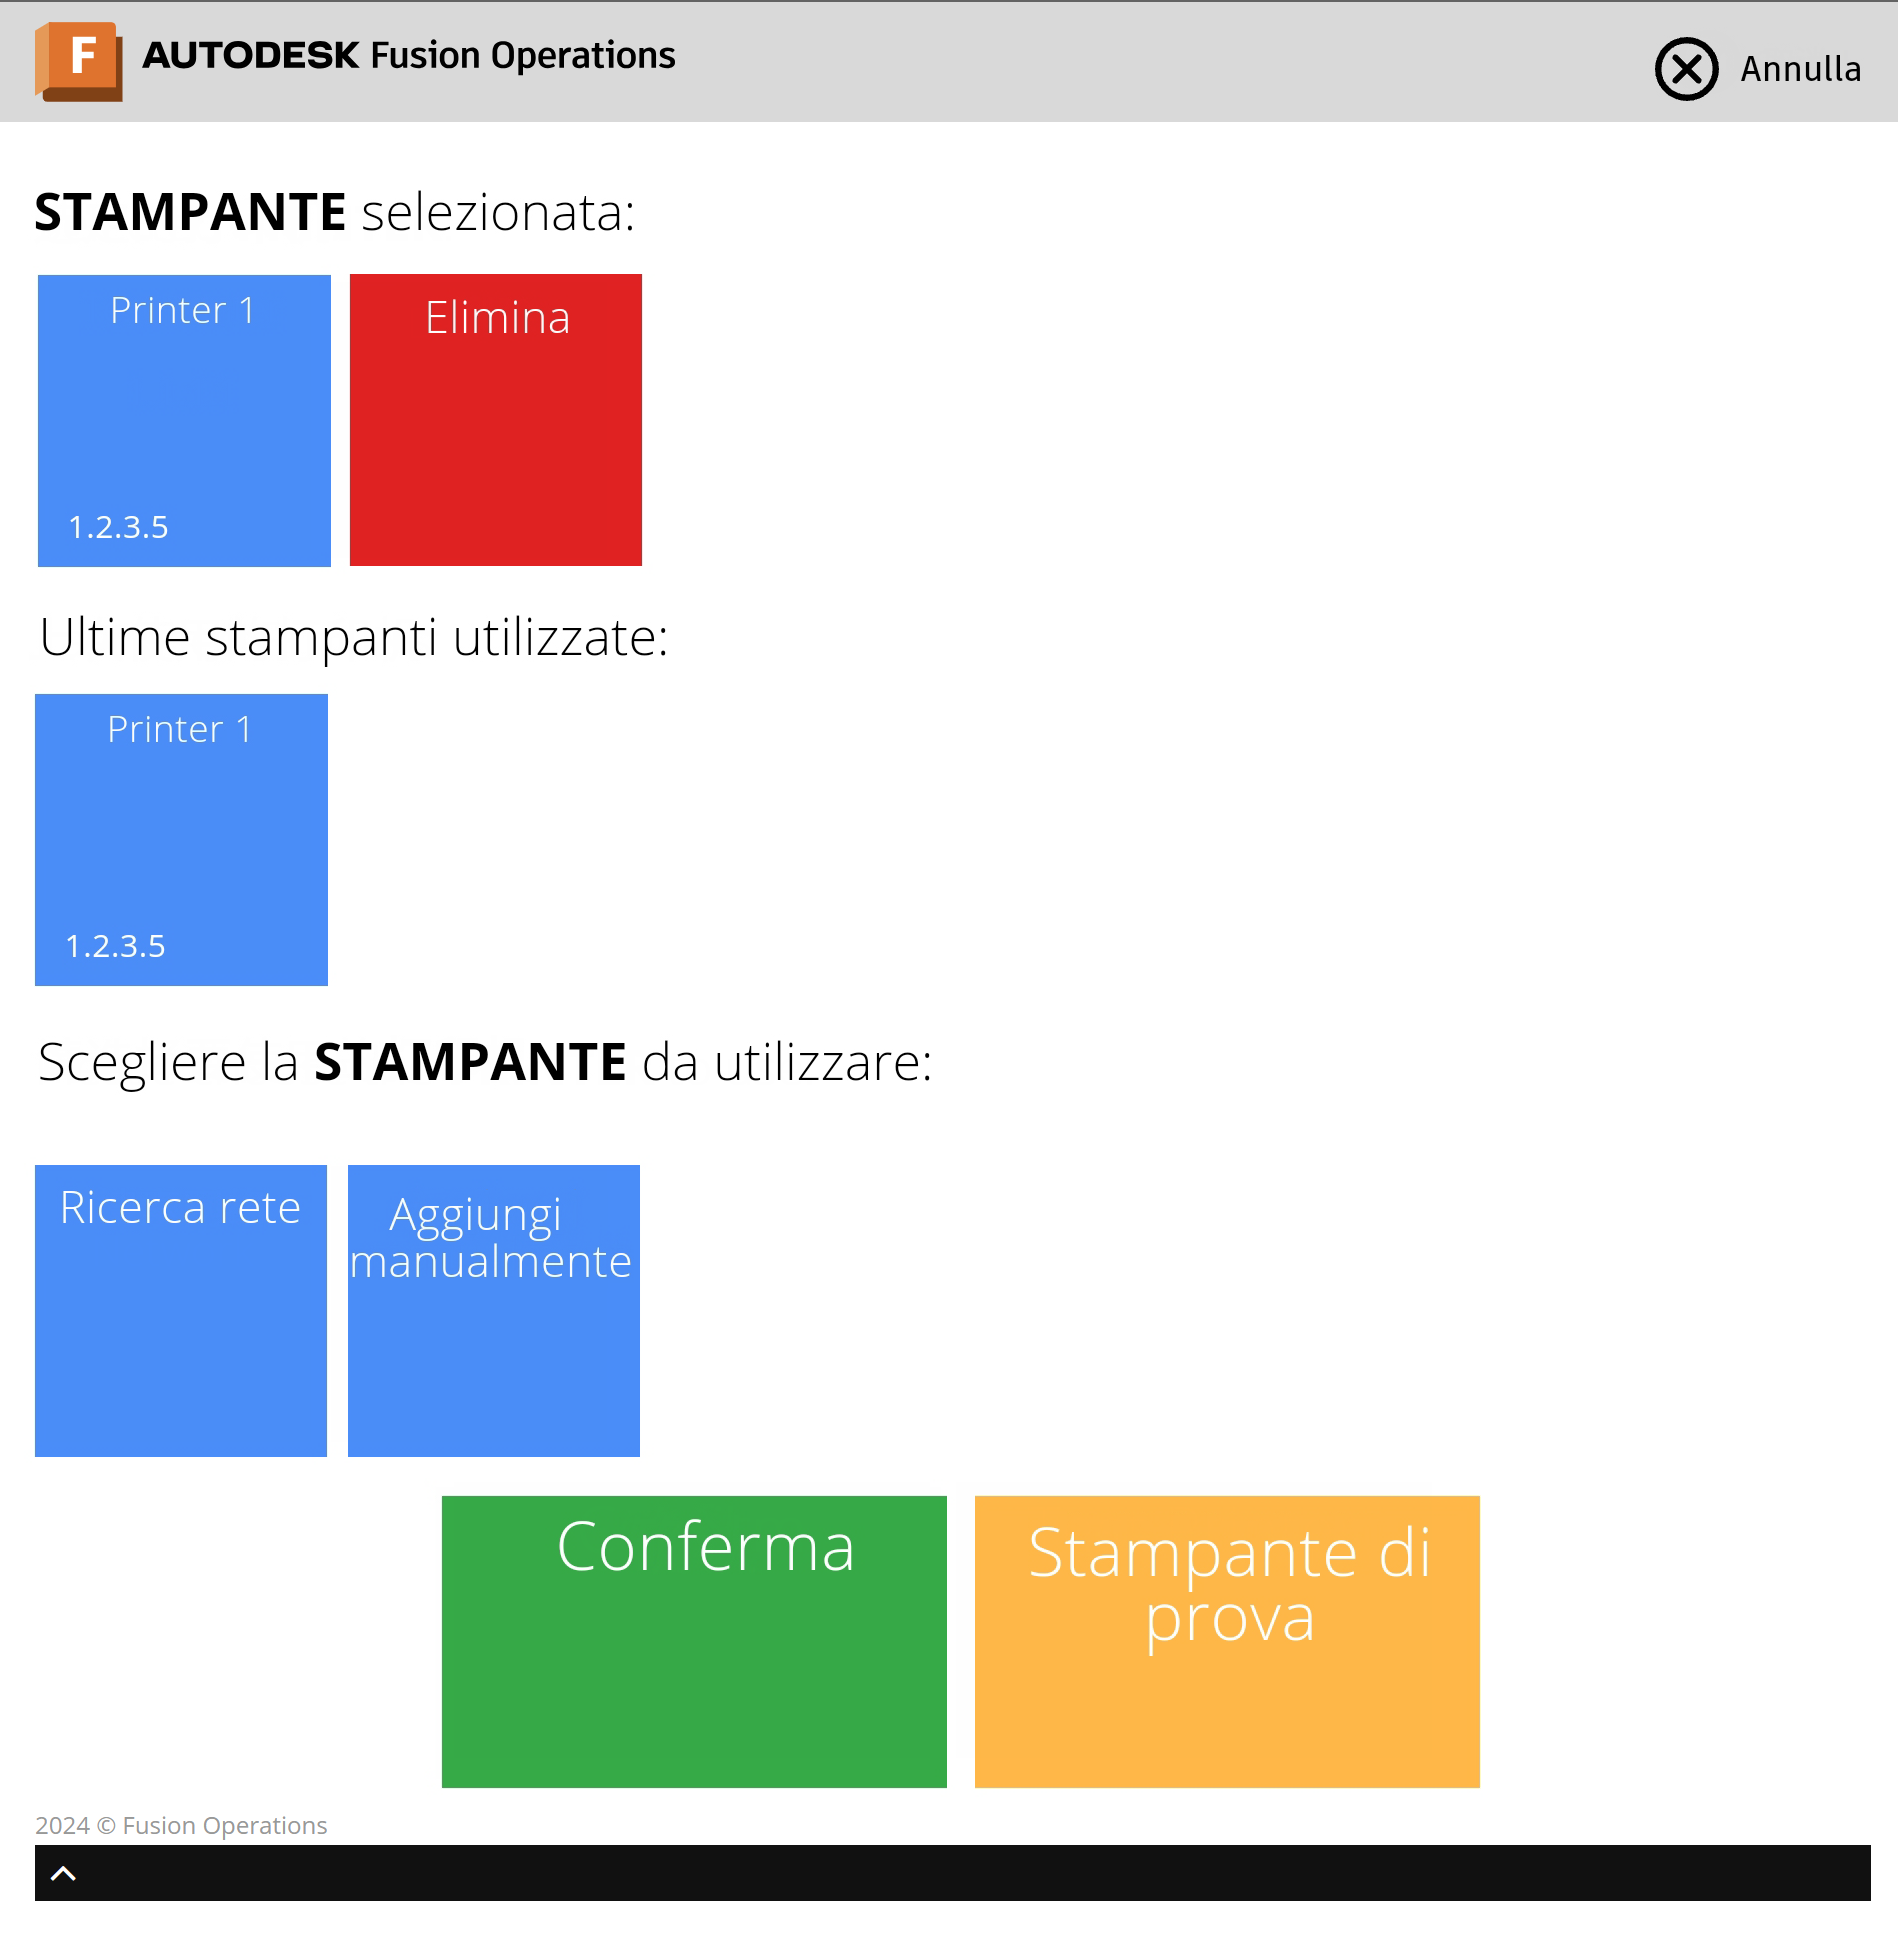 F AUTODESK Fusion Operations
Annulla
STAMPANTE selezionata:
Printer 1
1.2.3.5
Elimina
Ultime stampanti utilizzate:
Printer 1
1.2.3.5
Scegliere la STAMPANTE da utilizzare:
Ricerca rete
Aggiungi
manualmente
Conferma
Stampante di
prova
2024 © Fusion Operations